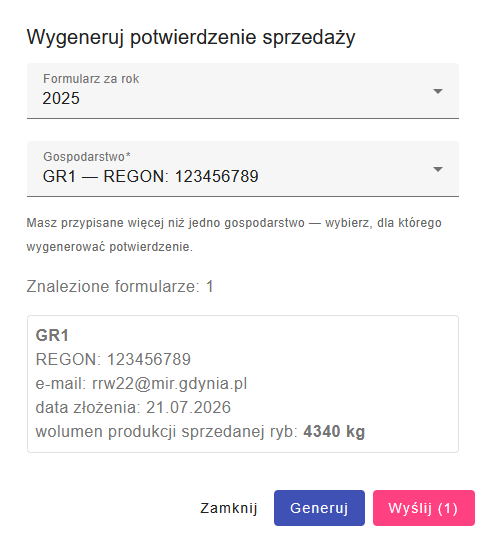 Wygeneruj potwierdzenie sprzedaży
Formularz za rok
2025
Gospodarstwo*
GR1 — REGON: 123456789
Masz przypisane więcej niż jedno gospodarstwo — wybierz, dla którego
wygenerować potwierdzenie.
Znalezione formularze: 1
GR1
REGON: 123456789
e-mail: rrw22@mir.gdynia.pl
data złożenia: 21.07.2026
wolumen produkcji sprzedanej ryb: 4340 kg
Zamknij Generuj Wyślij (1)